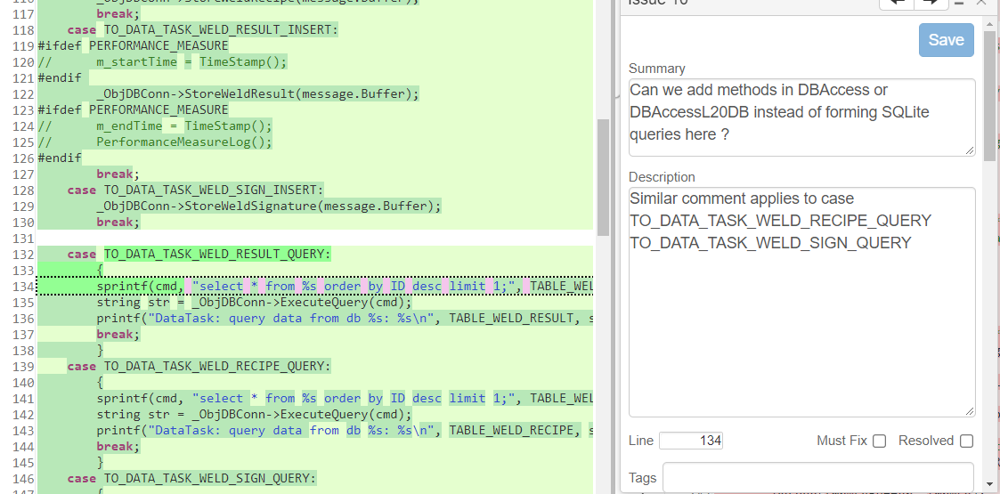 116 _ObjDBConn->StoreWeldRecipe(message.Buffer);
117 break;
118 case TO_DATA_TASK_WELD_RESULT_INSERT:
119 #ifdef PERFORMANCE_MEASURE
120 // m_startTime = TimeStamp();
121 #endif
122 _ObjDBConn->StoreWeldResult(message.Buffer);
123 #ifdef PERFORMANCE_MEASURE
124 // m_endTime = TimeStamp();
125 // PerformanceMeasureLog();
126 #endif
127 break;
128 case TO_DATA_TASK_WELD_SIGN_INSERT:
129 _ObjDBConn->StoreWeldSignature(message.Buffer);
130 break;
131
132 case TO_DATA_TASK_WELD_RESULT_QUERY:
133 {
134 sprintf(cmd, "select * from %s order by ID desc limit 1;", TABLE_WEL
135 string str = _ObjDBConn->ExecuteQuery(cmd);
136 printf("DataTask: query data from db %s: %s\n", TABLE_WELD_RESULT, s
137 break;
138 }
139 case TO_DATA_TASK_WELD_RECIPE_QUERY:
140 {
141 sprintf(cmd, "select * from %s order by ID desc limit 1;", TABLE_WEL
142 string str = _ObjDBConn->ExecuteQuery(cmd);
143 printf("DataTask: query data from db %s: %s\n", TABLE_WELD_RECIPE, s
144 break;
145 }
146 case TO_DATA_TASK_WELD_SIGN_QUERY:
147 {
Issue 10
Save
Summary
Can we add methods in DBAccess or
DBAccessL20DB instead of forming SQLite
queries here ?
Description
Similar comment applies to case
TO_DATA_TASK_WELD_RECIPE_QUERY
TO_DATA_TASK_WELD_SIGN_QUERY
Line 134 Must Fix Resolved
Tags